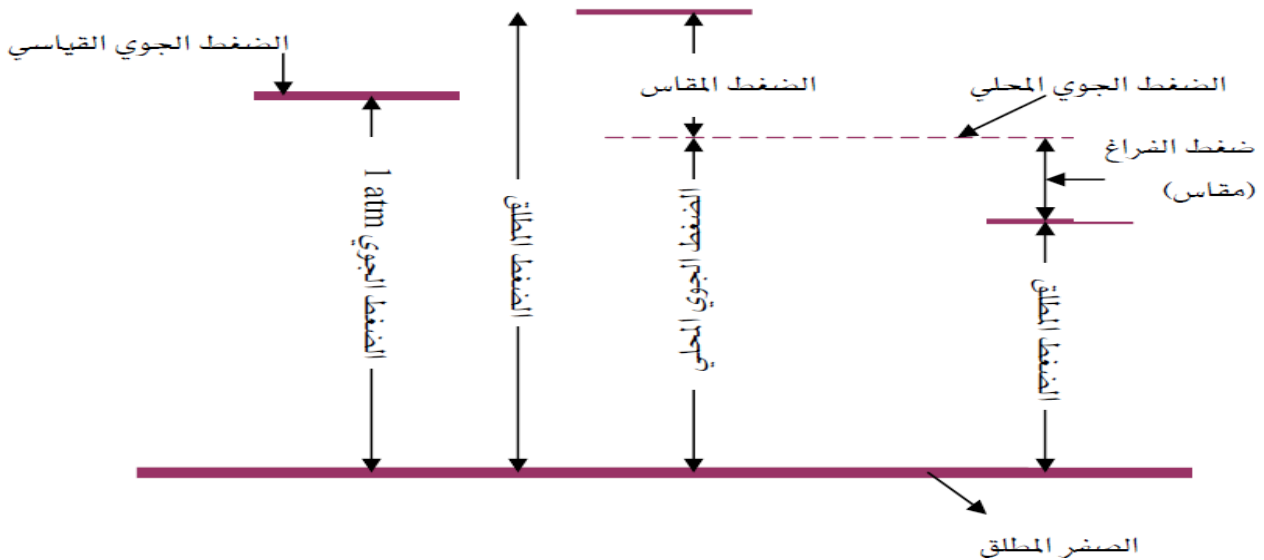 الضغط الجوي القياسي
الضغط المقاس
الضغط الجوي المحلي
ضغط الفراغ
(مقاس)
الضغط الجوي 1 atm
الضغط المطلق
الضغط الجوي المحلي
الضغط المطلق
الصفر المطلق